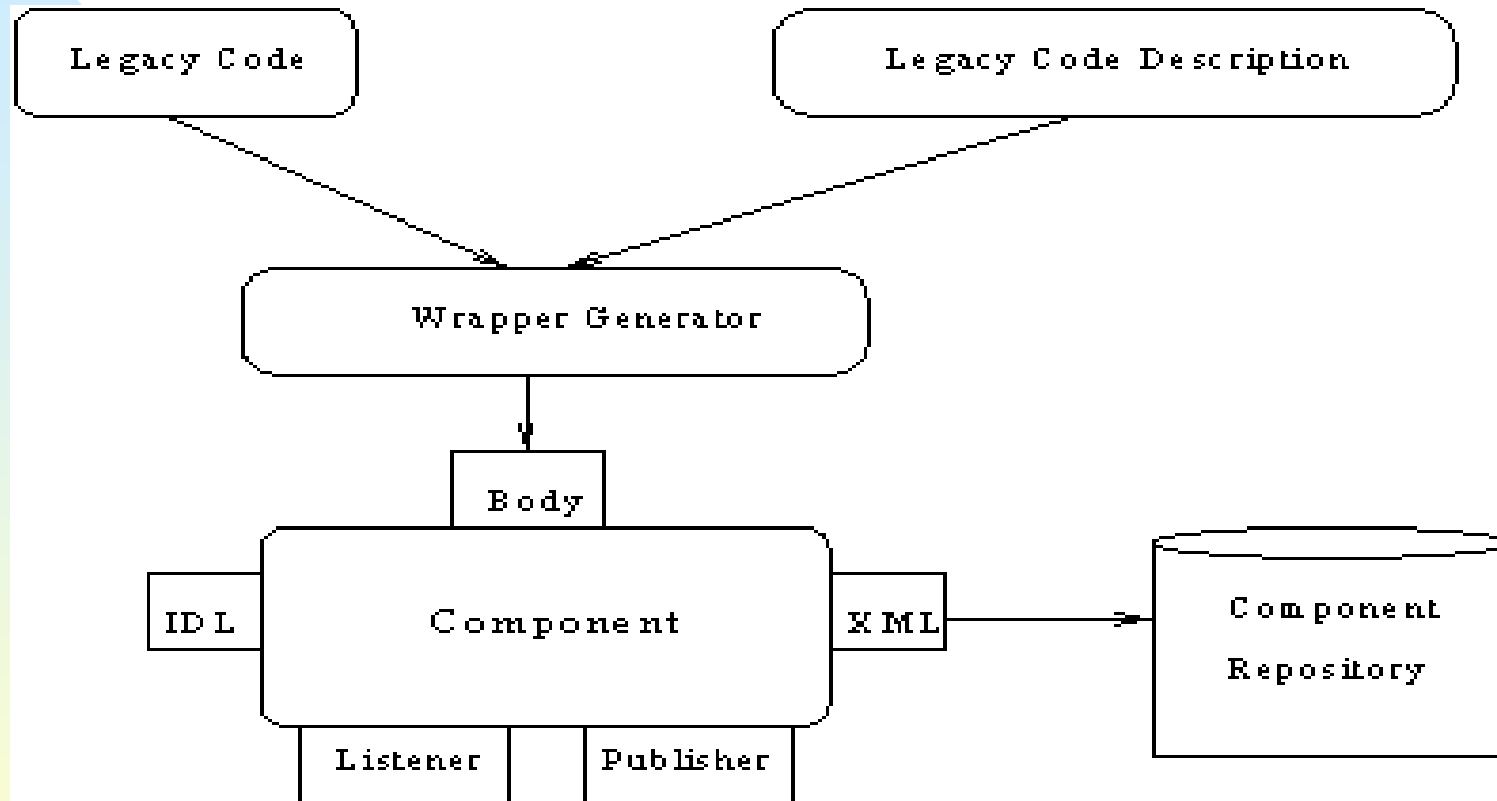 Legacy Code
Legacy Code Description
Wrapper Generator
Body
IDL
Component
XML
Component
Repository
Listener
Publisher